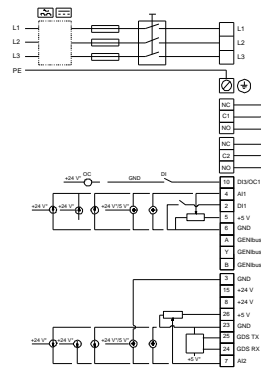 L1 L1
L2 L2
L3 L3
PE
NC
C1
NO
NC
C2
NO
+24 V* OC GND DI 10 DI3/OC1
4 AI1
2 DI1
+24 V* +24 V* +24 V*/5 V* 5 +5 V
6 GND
A GENIbus
Y GENIbus
B GENIbus
3 GND
15 +24 V
8 +24 V
26 +5 V
23 GND
25 GDS TX
+24 V* +24 V* +24 V*/5 V* 24 GDS RX
+5 V* 7 AI2